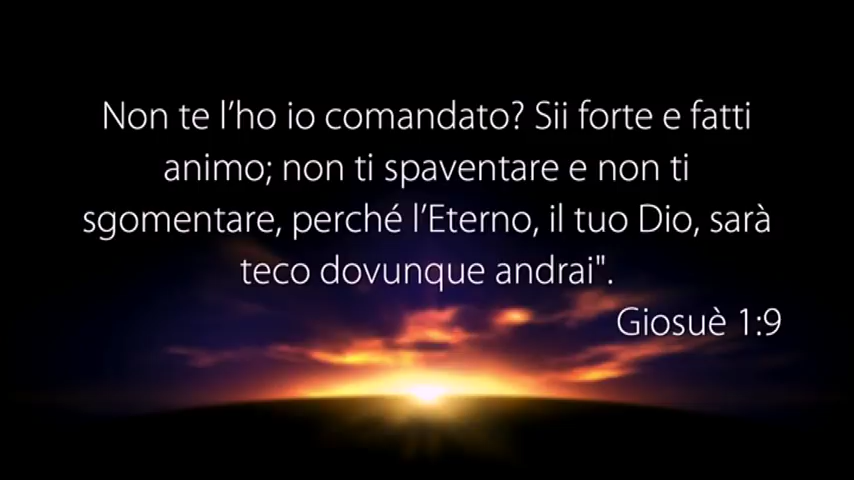 Non te l’ho io comandato? Sii forte e fatti
animo; non ti spaventare e non ti
sgomentare, perché l’Eterno, il tuo Dio, sarà
teco dovunque andrai".
Giosuè 1:9